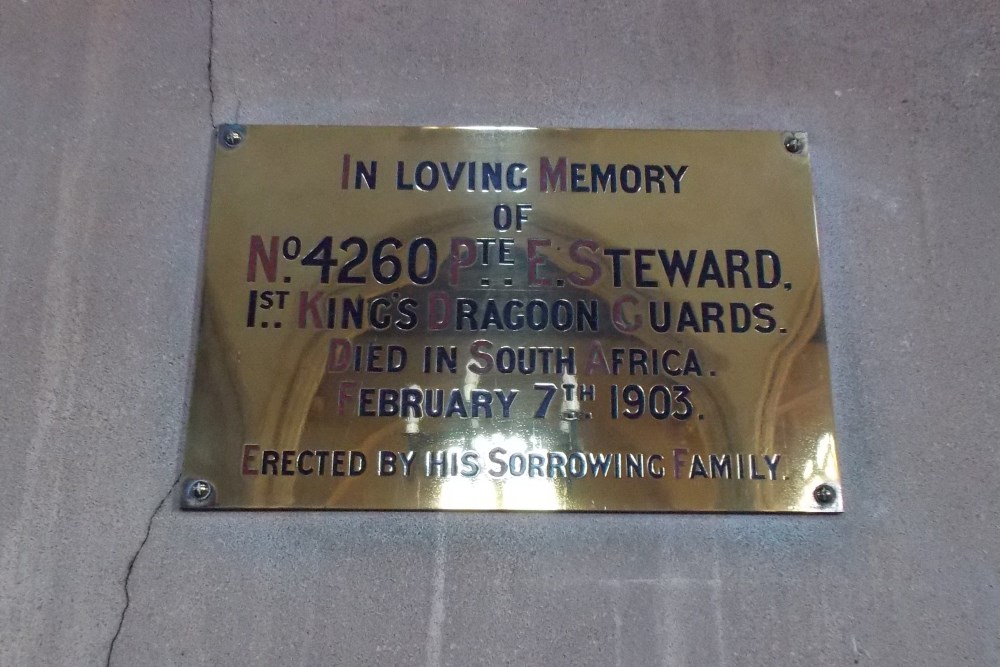 IN LOVING MEMORY
OF
No. 4260 PTE E. STEWARD,
1ST KING'S DRAGOON GUARDS.
DIED IN SOUTH AFRICA.
FEBRUARY 7TH 1903.
ERECTED BY HIS SORROWING FAMILY.